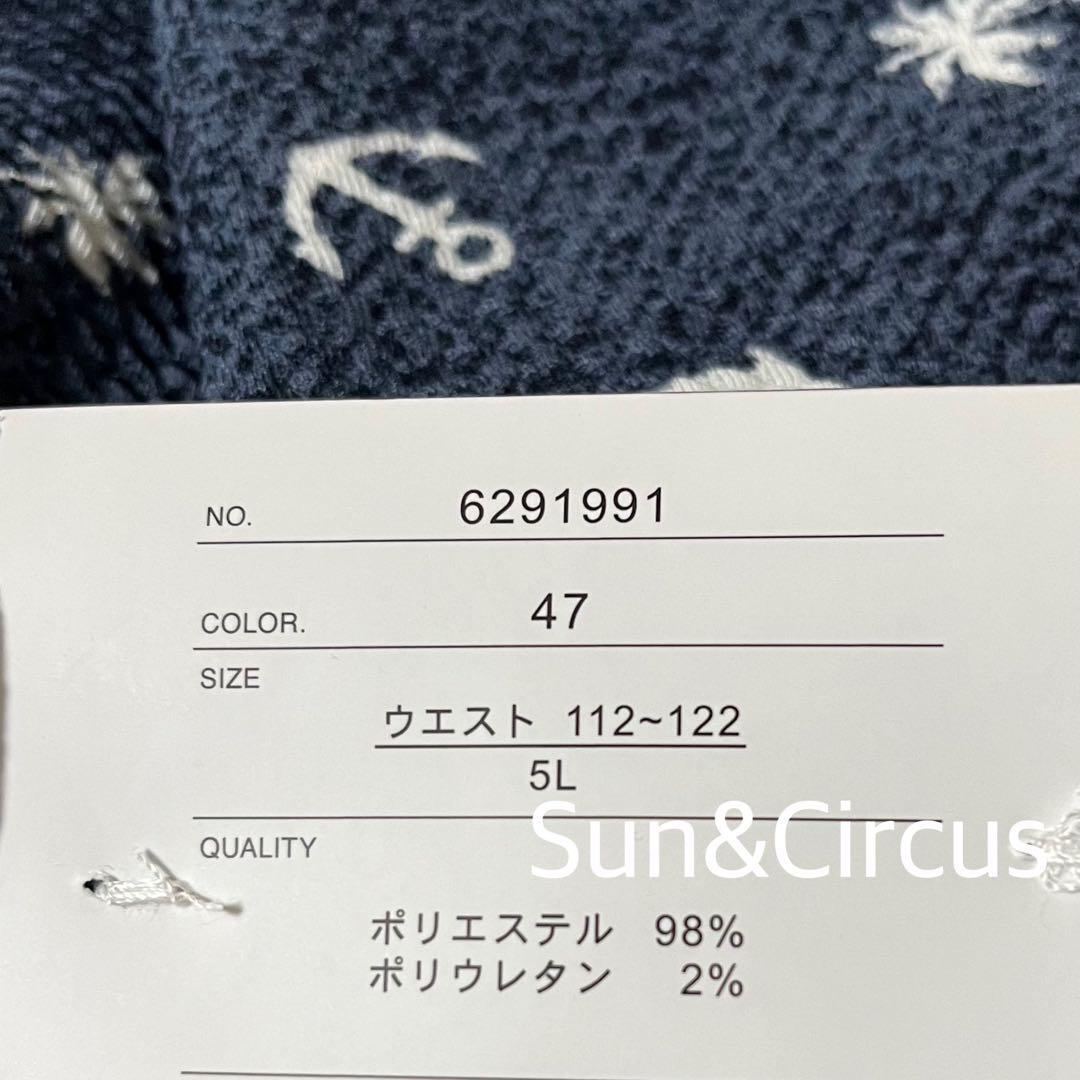 NO. 6291991
COLOR. 47
SIZE
ウエスト 112~122
5L
Sun&Circus
QUALITY
ポリエステル 98%
ポリウレタン 2%